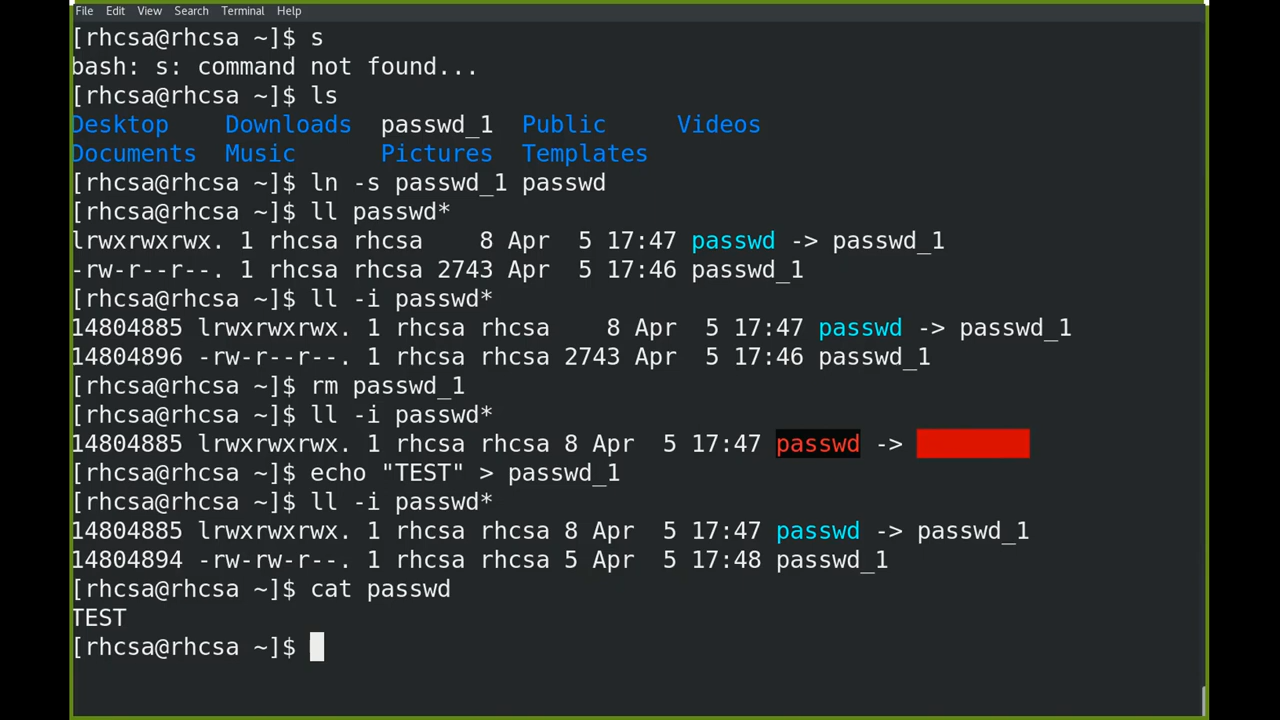 File Edit View Search Terminal Help
[rhcsa@rhcsa ~]$ s
bash: s: command not found...
[rhcsa@rhcsa ~]$ ls
Desktop Downloads passwd_1 Public Videos
Documents Music Pictures Templates
[rhcsa@rhcsa ~]$ ln -s passwd_1 passwd
[rhcsa@rhcsa ~]$ ll passwd*
lrwxrwxrwx. 1 rhcsa rhcsa 8 Apr 5 17:47 passwd -> passwd_1
-rw-r--r--. 1 rhcsa rhcsa 2743 Apr 5 17:46 passwd_1
[rhcsa@rhcsa ~]$ ll -i passwd*
14804885 lrwxrwxrwx. 1 rhcsa rhcsa 8 Apr 5 17:47 passwd -> passwd_1
14804896 -rw-r--r--. 1 rhcsa rhcsa 2743 Apr 5 17:46 passwd_1
[rhcsa@rhcsa ~]$ rm passwd_1
[rhcsa@rhcsa ~]$ ll -i passwd*
14804885 lrwxrwxrwx. 1 rhcsa rhcsa 8 Apr 5 17:47 passwd ->
[rhcsa@rhcsa ~]$ echo "TEST" > passwd_1
[rhcsa@rhcsa ~]$ ll -i passwd*
14804885 lrwxrwxrwx. 1 rhcsa rhcsa 8 Apr 5 17:47 passwd -> passwd_1
14804894 -rw-rw-r--. 1 rhcsa rhcsa 5 Apr 5 17:48 passwd_1
[rhcsa@rhcsa ~]$ cat passwd
TEST
[rhcsa@rhcsa ~]$